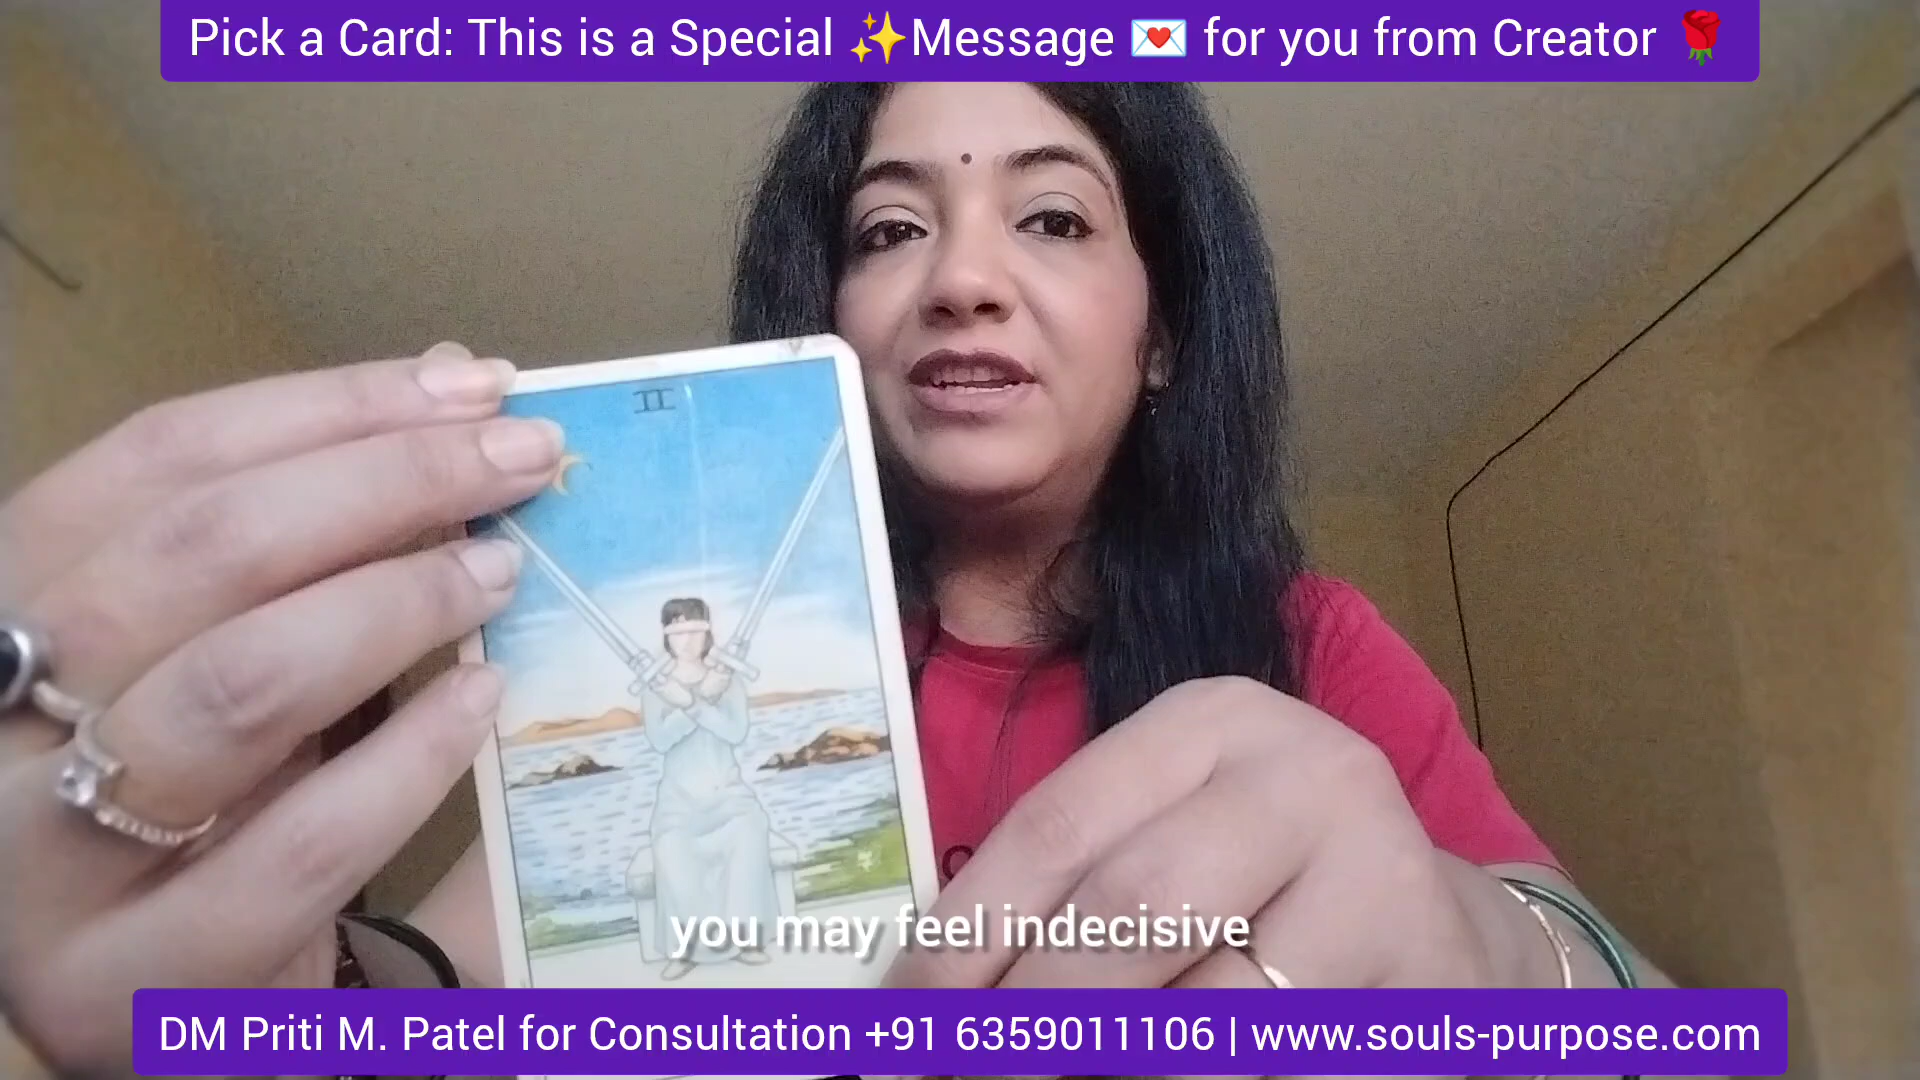 Pick a Card: This is a Special ✨Message 💌 for you from Creator 🌹
II
you may feel indecisive
DM Priti M. Patel for Consultation +91 6359011106 | www.souls-purpose.com